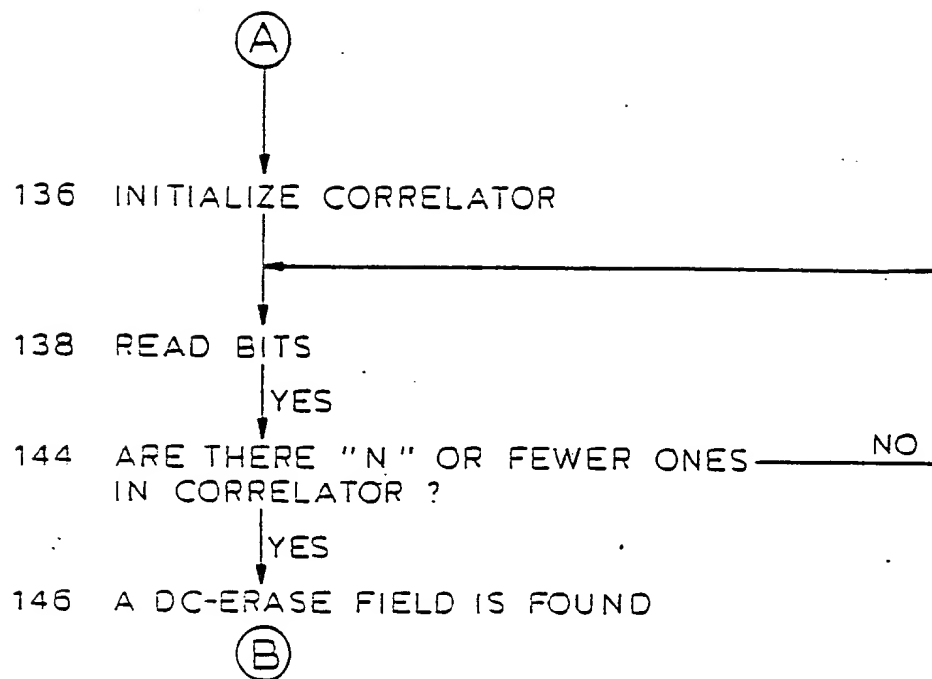 A
136 INITIALIZE CORRELATOR
138 READ BITS
YES
144 ARE THERE "N" OR FEWER ONES
NO
IN CORRELATOR ?
YES
146 A DC-ERASE FIELD IS FOUND
B